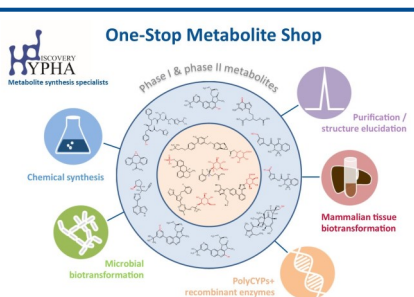 One-Stop Metabolite Shop
DISCOVERY
HYPHA
Metabolite synthesis specialists
Phase I & phase II metabolites
Purification /
structure elucidation
Chemical synthesis
Mammalian tissue
biotransformation
Microbial
biotransformation
PolyCYPs+
recombinant enzymes